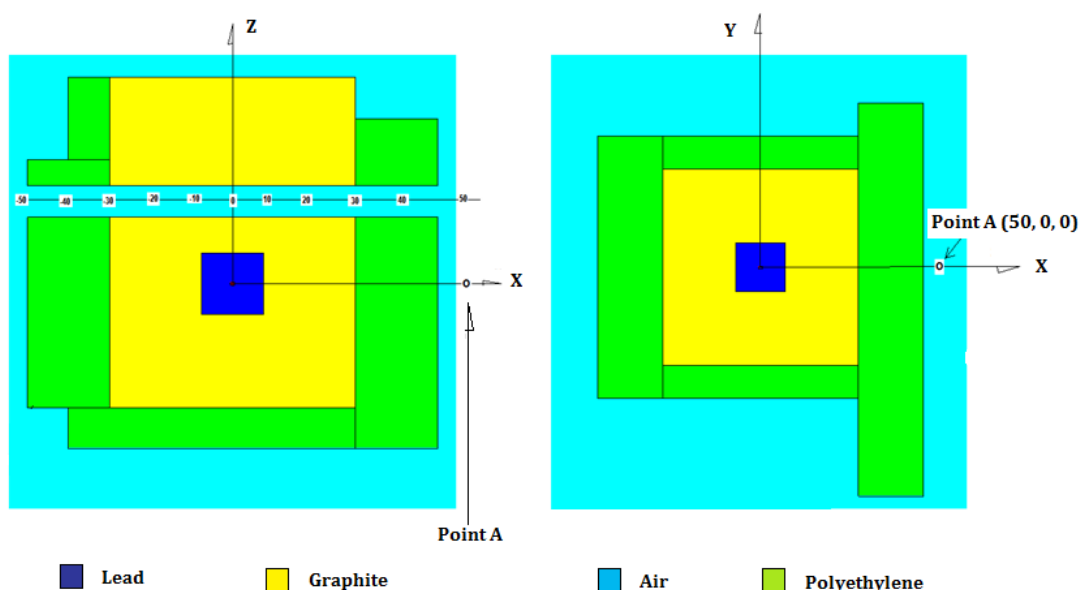 Z
Y
-50 -40 -30 -20 -10 0 10 20 30 40 50
Point A (50, 0, 0)
X
X
Point A
Lead
Graphite
Air
Polyethylene